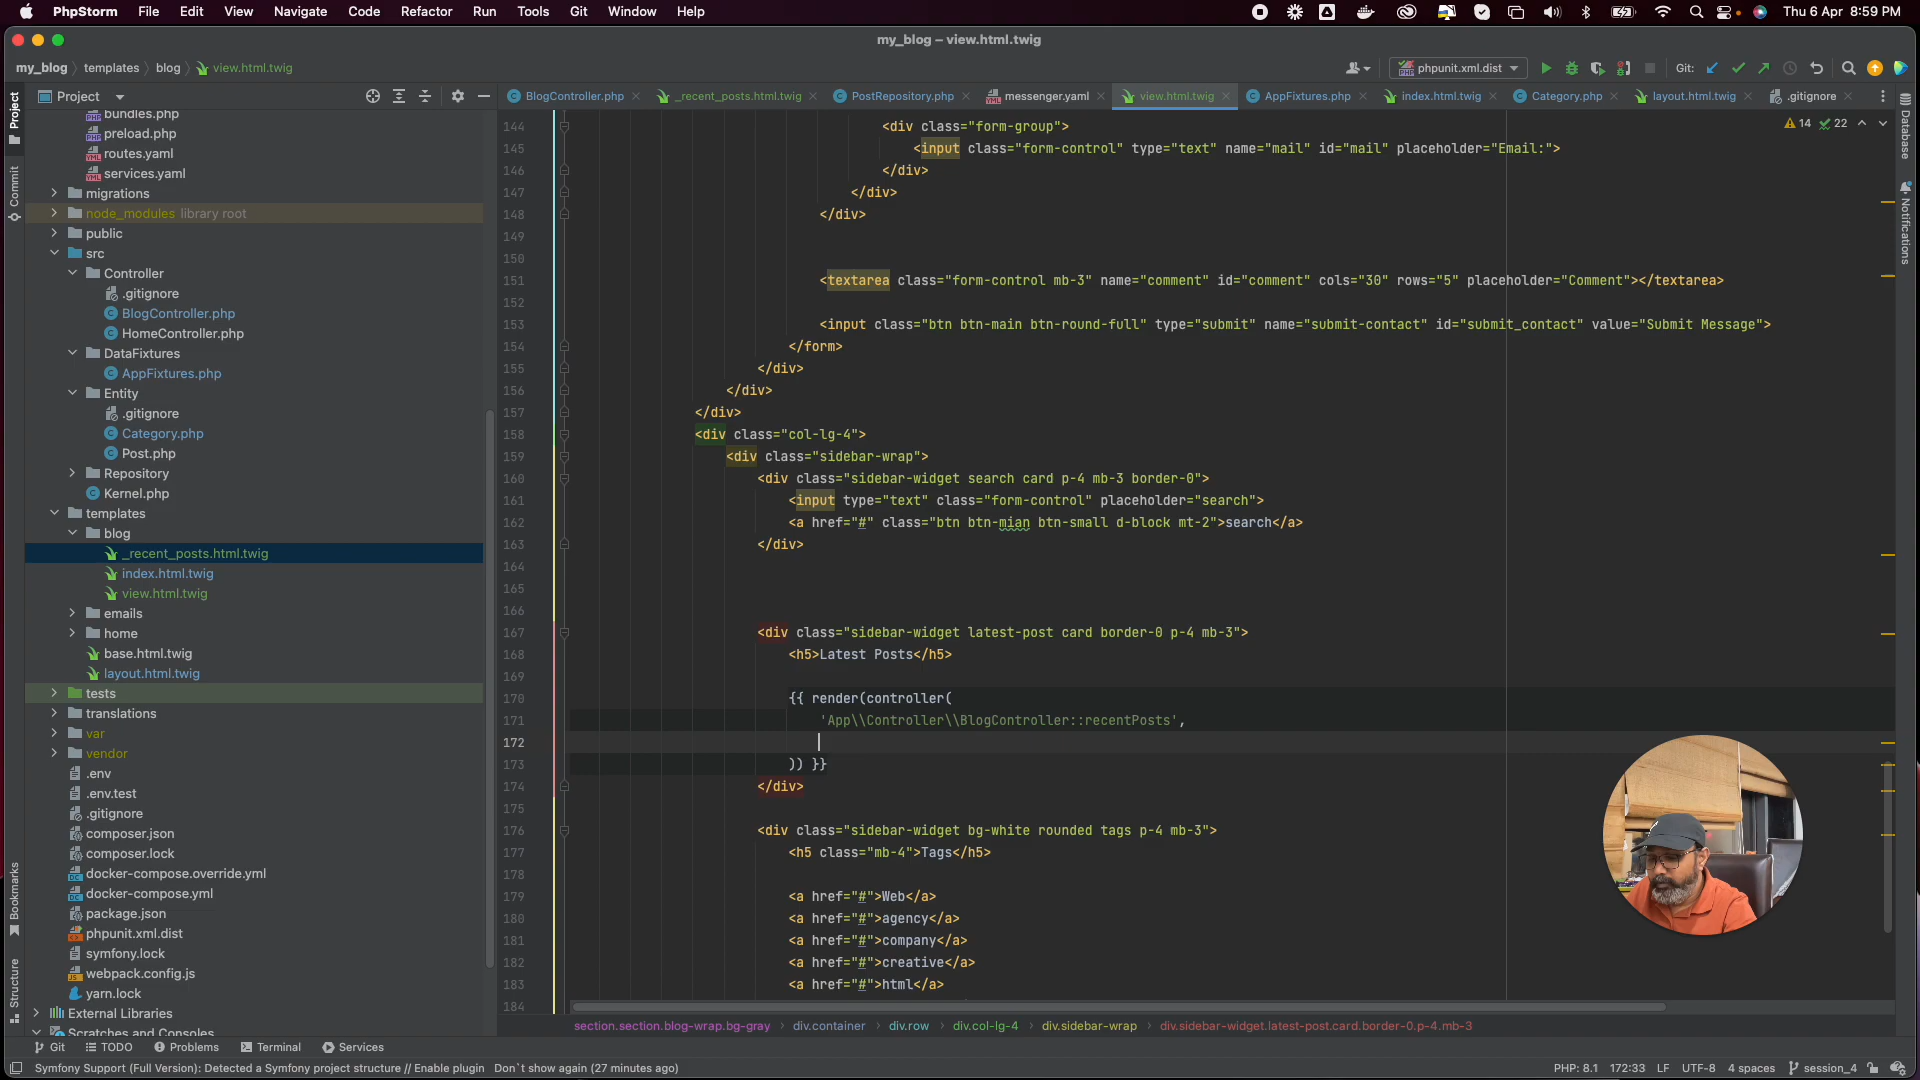 PhpStorm File Edit View Navigate Code Refactor Run Tools Git Window Help Thu 6 Apr 8:59 PM
my_blog – view.html.twig
my_blog templates blog view.html.twig phpunit.xml.dist Git:
Project BlogController.php _recent_posts.html.twig PostRepository.php messenger.yaml view.html.twig AppFixtures.php index.html.twig Category.php layout.html.twig .gitignore
14 22
Project
Commit
Bookmarks
Structure
Database
Notifications
bundles.php
preload.php
routes.yaml
services.yaml
migrations
node_modules library root
public
src
Controller
.gitignore
BlogController.php
HomeController.php
DataFixtures
AppFixtures.php
Entity
.gitignore
Category.php
Post.php
Repository
Kernel.php
templates
blog
_recent_posts.html.twig
index.html.twig
view.html.twig
emails
home
base.html.twig
layout.html.twig
tests
translations
var
vendor
.env
.env.test
.gitignore
composer.json
composer.lock
docker-compose.override.yml
docker-compose.yml
package.json
phpunit.xml.dist
symfony.lock
webpack.config.js
yarn.lock
External Libraries
Scratches and Consoles
144 <div class="form-group">
145 <input class="form-control" type="text" name="mail" id="mail" placeholder="Email:">
146 </div>
147 </div>
148 </div>
149
150
151 <textarea class="form-control mb-3" name="comment" id="comment" cols="30" rows="5" placeholder="Comment"></textarea>
152
153 <input class="btn btn-main btn-round-full" type="submit" name="submit-contact" id="submit_contact" value="Submit Message">
154 </form>
155 </div>
156 </div>
157 </div>
158 <div class="col-lg-4">
159 <div class="sidebar-wrap">
160 <div class="sidebar-widget search card p-4 mb-3 border-0">
161 <input type="text" class="form-control" placeholder="search">
162 <a href="#" class="btn btn-mian btn-small d-block mt-2">search</a>
163 </div>
164
165
166
167 <div class="sidebar-widget latest-post card border-0 p-4 mb-3">
168 <h5>Latest Posts</h5>
169
170 {{ render(controller(
171 'App\\Controller\\BlogController::recentPosts',
172
173 )) }}
174 </div>
175
176 <div class="sidebar-widget bg-white rounded tags p-4 mb-3">
177 <h5 class="mb-4">Tags</h5>
178
179 <a href="#">Web</a>
180 <a href="#">agency</a>
181 <a href="#">company</a>
182 <a href="#">creative</a>
183 <a href="#">html</a>
184
section.section.blog-wrap.bg-gray div.container div.row div.col-lg-4 div.sidebar-wrap div.sidebar-widget.latest-post.card.border-0.p-4.mb-3
Git TODO Problems Terminal Services
Symfony Support (Full Version): Detected a Symfony project structure // Enable plugin Don`t show again (27 minutes ago) PHP: 8.1 172:33 LF UTF-8 4 spaces session_4